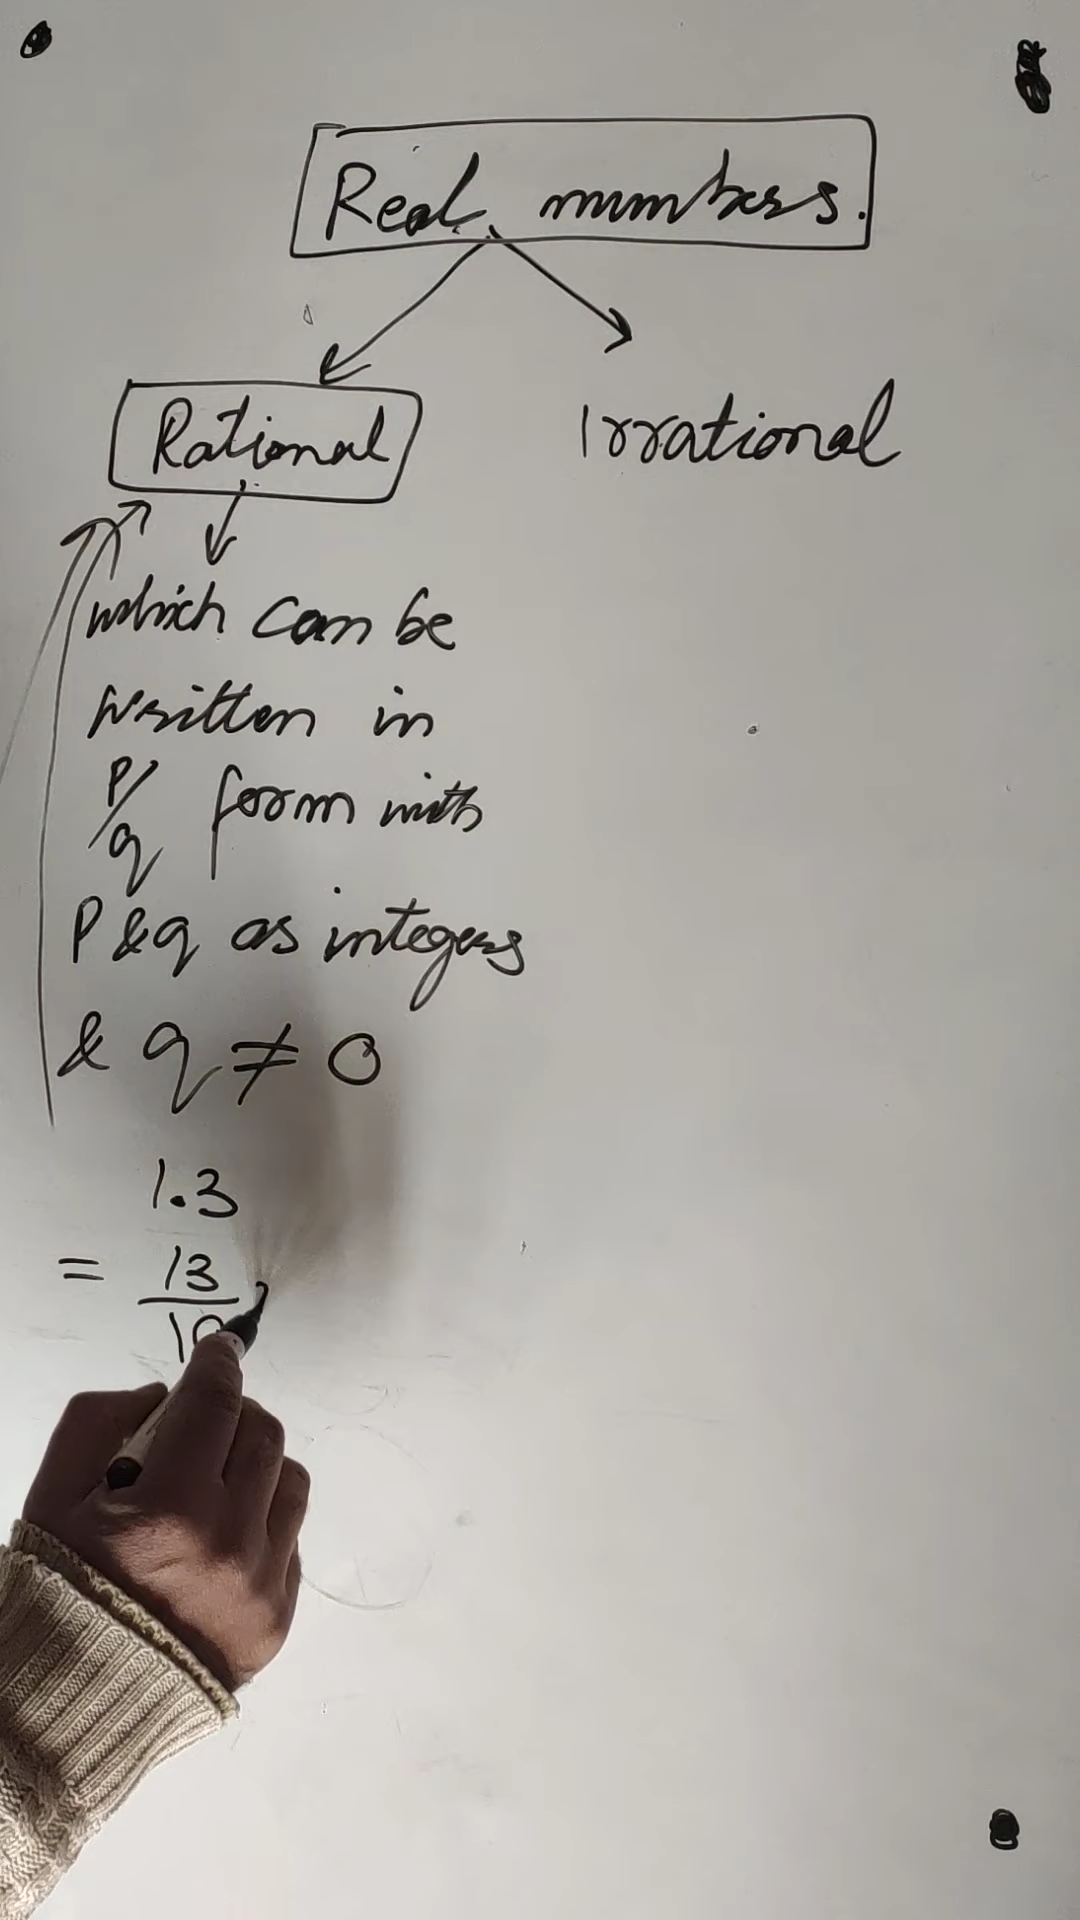 Real numbers.
Rational
Irrational
which can be
written in
P/q form with
P & q as integers
& q ≠ 0
1.3
= 13/10